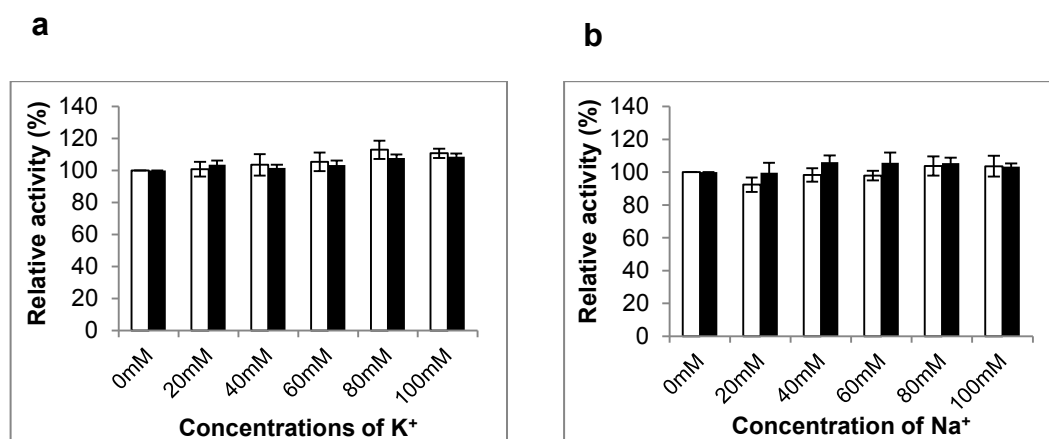 a
140
120
100
80
60
40
20
0
Relative activity (%)
0mM
20mM
40mM
60mM
80mM
100mM
Concentrations of K⁺
b
140
120
100
80
60
40
20
0
Relative activity (%)
0mM
20mM
40mM
60mM
80mM
100mM
Concentration of Na⁺